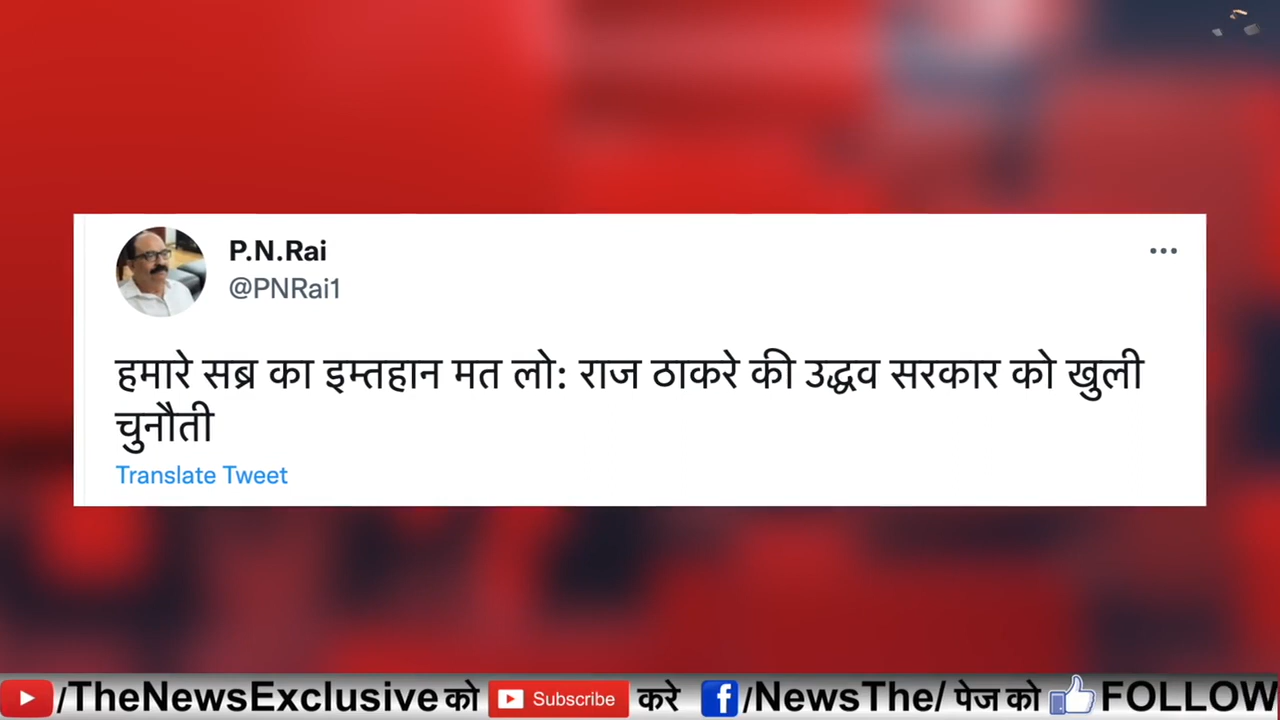 P.N.Rai
@PNRai1
हमारे सब्र का इम्तहान मत लो: राज ठाकरे की उद्धव सरकार को खुली
चुनौती
Translate Tweet
/TheNewsExclusive को Subscribe करे /NewsThe/ पेज को FOLLOW